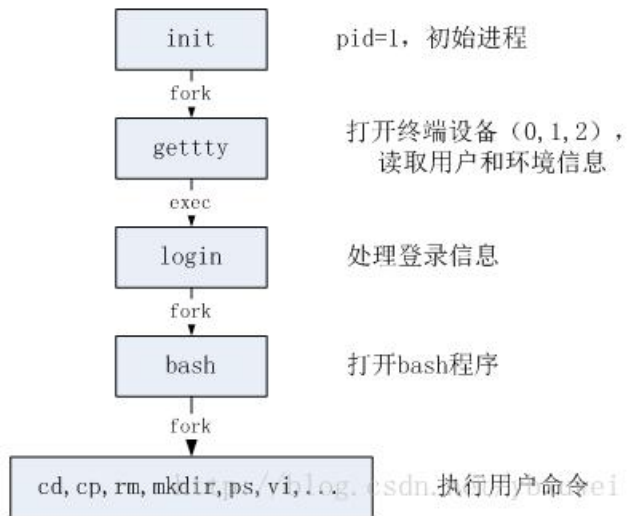 init
pid=1，初始进程
fork
gettty
打开终端设备（0,1,2），
读取用户和环境信息
exec
login
处理登录信息
fork
bash
打开bash程序
fork
cd,cp,rm,mkdir,ps,vi,...
执行用户命令